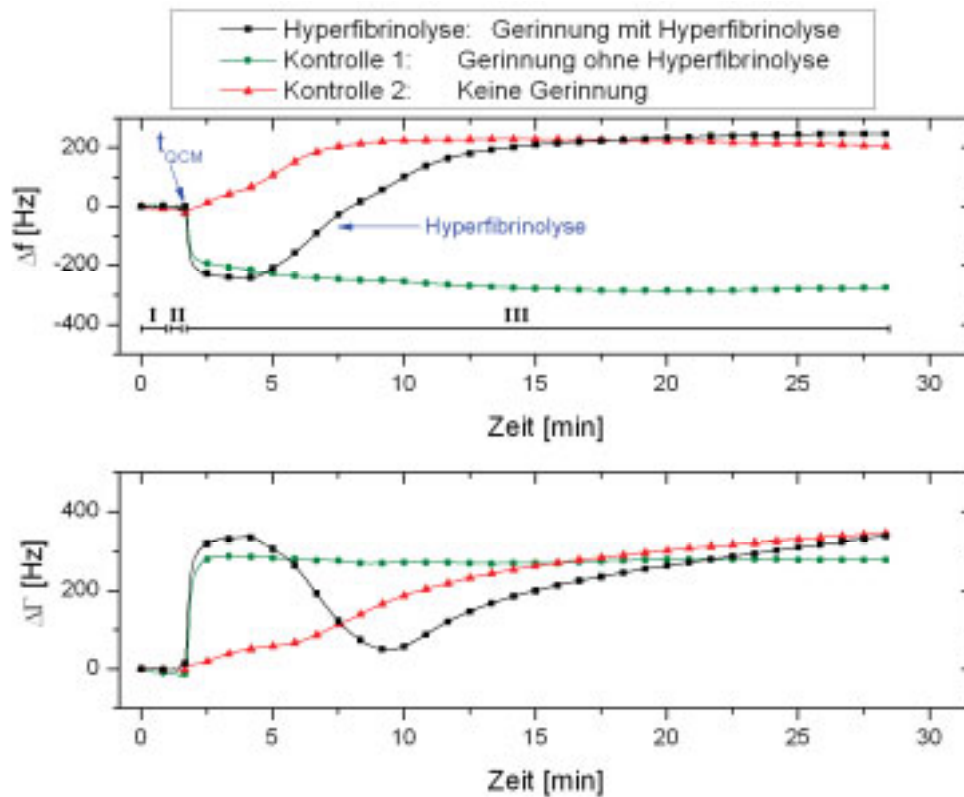 Hyperfibrinolyse: Gerinnung mit Hyperfibrinolyse
Kontrolle 1: Gerinnung ohne Hyperfibrinolyse
Kontrolle 2: Keine Gerinnung
Δf [Hz]
200
0
-200
-400
tQCM
Hyperfibrinolyse
I II III
0 5 10 15 20 25 30
Zeit [min]
ΔΓ [Hz]
400
200
0
0 5 10 15 20 25 30
Zeit [min]